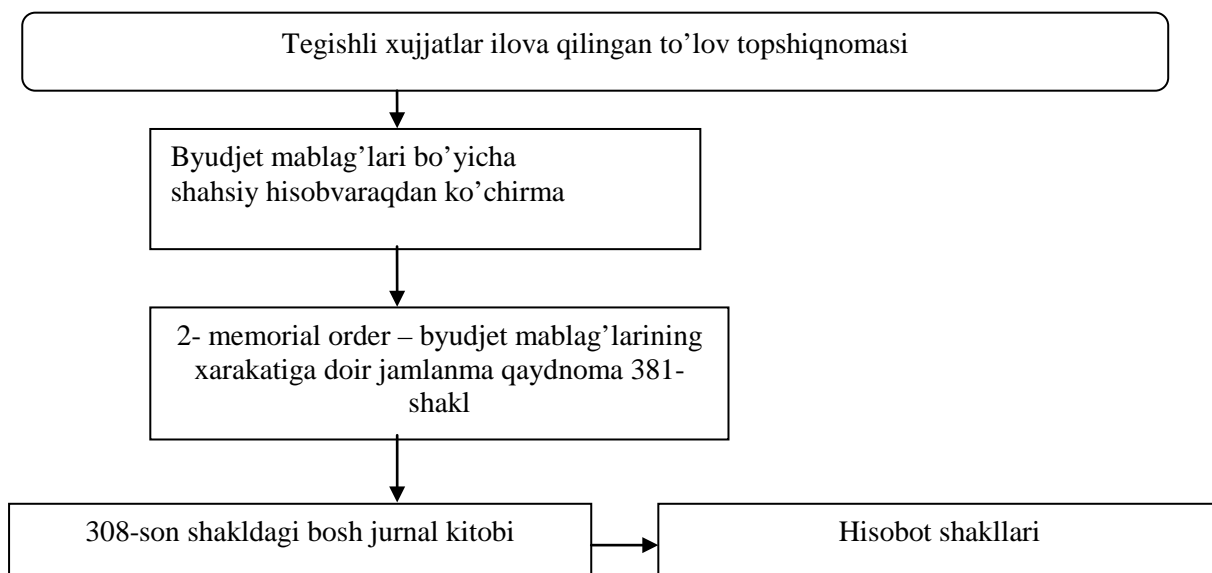 Tegishli xujjatlar ilova qilingan to’lov topshiqnomasi
Byudjet mablag’lari bo’yicha
shahsiy hisobvaraqdan ko’chirma
2- memorial order – byudjet mablag’larining
xarakatiga doir jamlanma qaydnoma 381-
shakl
308-son shakldagi bosh jurnal kitobi
Hisobot shakllari